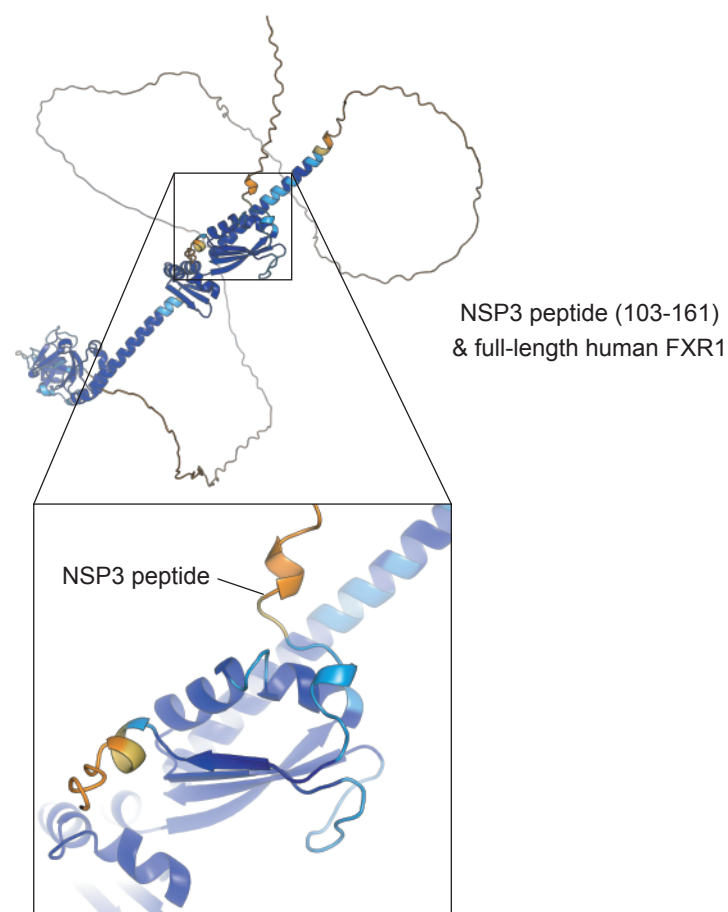 NSP3 peptide (103-161)
& full-length human FXR1
NSP3 peptide